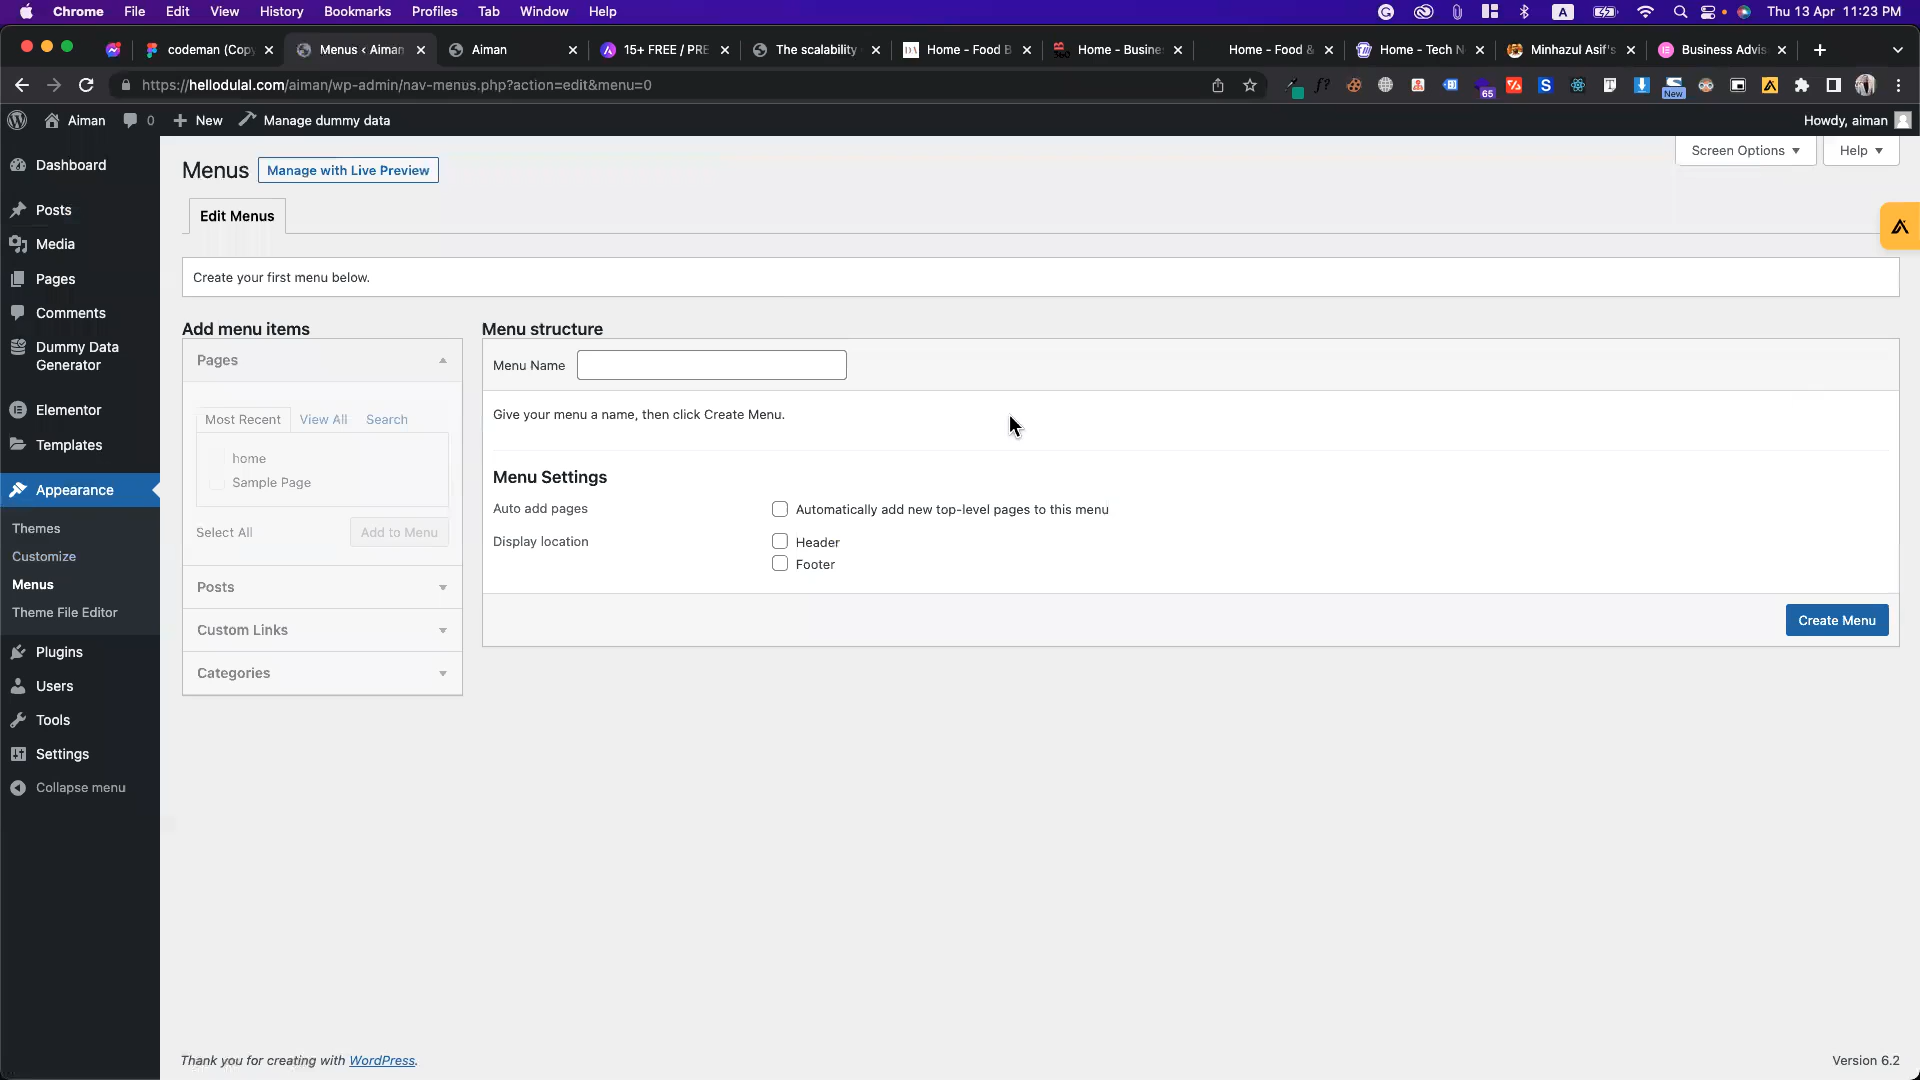 Chrome File Edit View History Bookmarks Profiles Tab Window Help A Thu 13 Apr 11:23 PM
codeman (Copy Menus ‹ Aiman Aiman 15+ FREE / PRE The scalability Home - Food B Home - Busine Home - Food & Home - Tech N Minhazul Asif's Business Advis
https://hellodulal.com/aiman/wp-admin/nav-menus.php?action=edit&menu=0
65
New
Aiman 0 New Manage dummy data Howdy, aiman
Screen Options Help
Menus Manage with Live Preview
Edit Menus
Create your first menu below.
Dashboard
Posts
Media
Pages
Comments
Dummy Data
Generator
Elementor
Templates
Appearance
Themes
Customize
Menus
Theme File Editor
Plugins
Users
Tools
Settings
Collapse menu
Add menu items
Pages
Most Recent View All Search
home
Sample Page
Select All Add to Menu
Posts
Custom Links
Categories
Menu structure
Menu Name
Give your menu a name, then click Create Menu.
Menu Settings
Auto add pages Automatically add new top-level pages to this menu
Display location Header
Footer
Create Menu
Thank you for creating with WordPress. Version 6.2